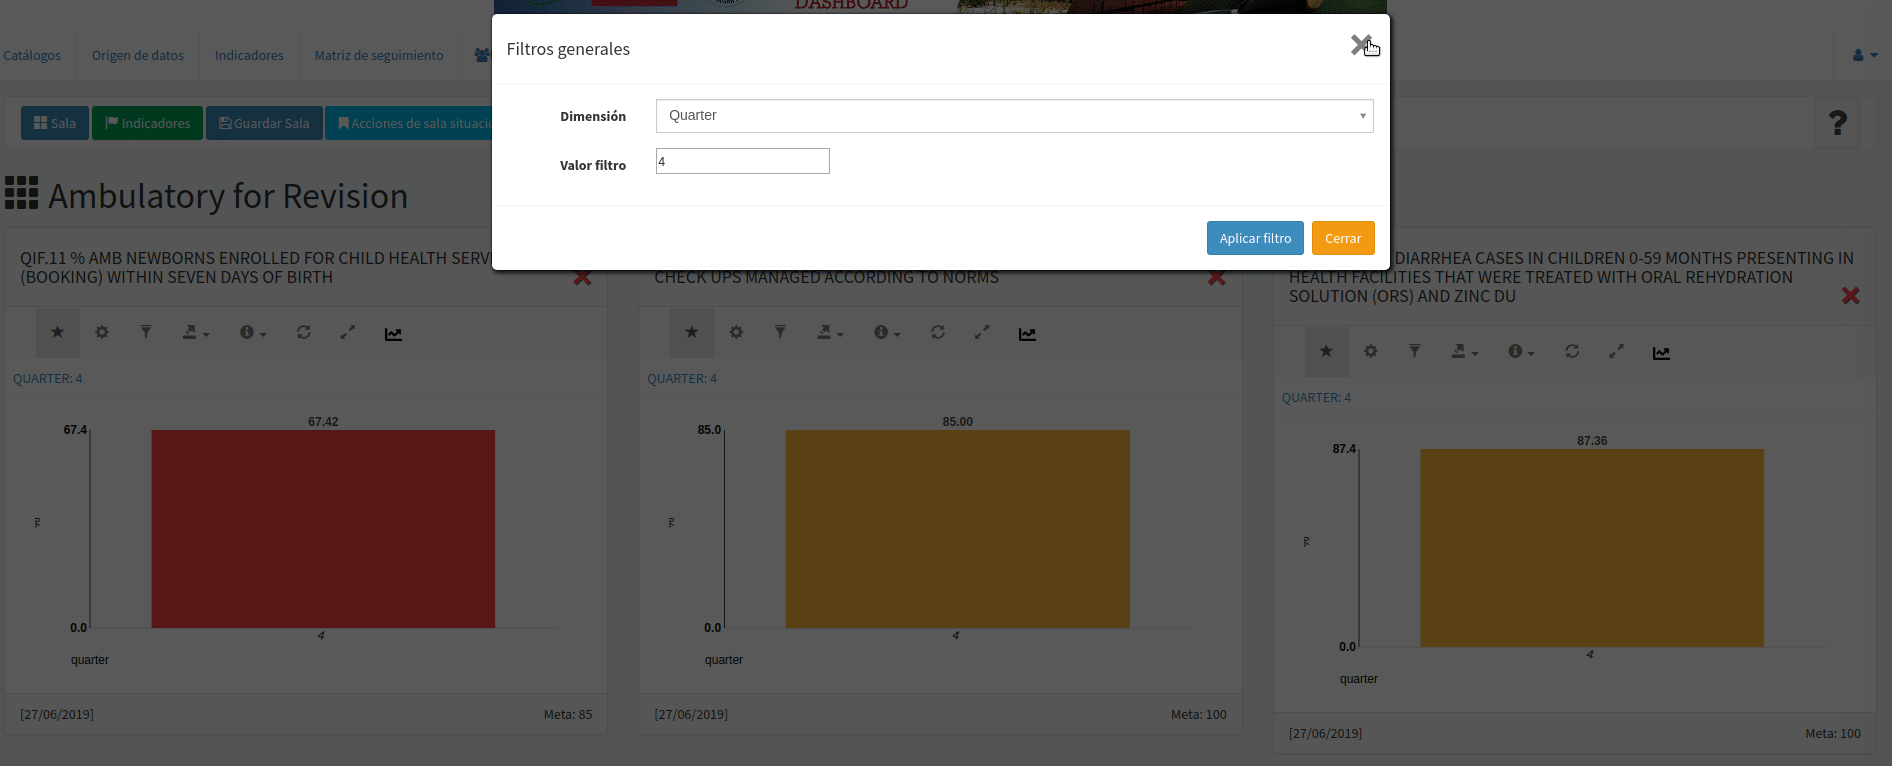 DASHBOARD
Catálogos
Origen de datos
Indicadores
Matriz de seguimiento
Filtros generales
Dimensión
Quarter
Valor filtro
4
Aplicar filtro
Cerrar
Sala
Indicadores
Guardar Sala
Acciones de sala situacio
?
Ambulatory for Revision
QIF.11 % AMB NEWBORNS ENROLLED FOR CHILD HEALTH SERV
(BOOKING) WITHIN SEVEN DAYS OF BIRTH
QUARTER: 4
67.42
67.4
%
0.0
4
quarter
[27/06/2019]
Meta: 85
CHECK UPS MANAGED ACCORDING TO NORMS
QUARTER: 4
85.00
85.0
%
0.0
4
quarter
[27/06/2019]
Meta: 100
DIARRHEA CASES IN CHILDREN 0-59 MONTHS PRESENTING IN
HEALTH FACILITIES THAT WERE TREATED WITH ORAL REHYDRATION
SOLUTION (ORS) AND ZINC DU
QUARTER: 4
87.36
87.4
%
0.0
4
quarter
[27/06/2019]
Meta: 100